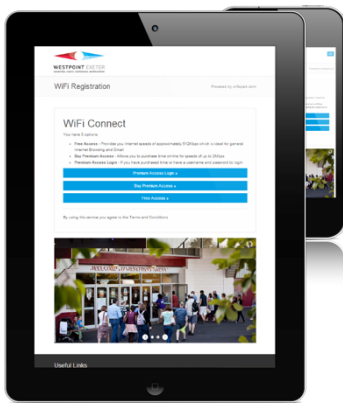 WESTPOINT EXETER
WiFi Registration
WiFi Connect
You have 3 options.
Free Access - Provides you internet speed of approximately 512kbps which is ideal for general
Internet Browsing and Email
Buy Premium Access - Allows you to purchase time online for speeds of up to 2Mbps
Premium Access Login - If you have purchased time or have a username and password to login
Premium Access Login »
Buy Premium Access »
Free Access »
By using this service you agree to the Terms and Conditions
Useful Links